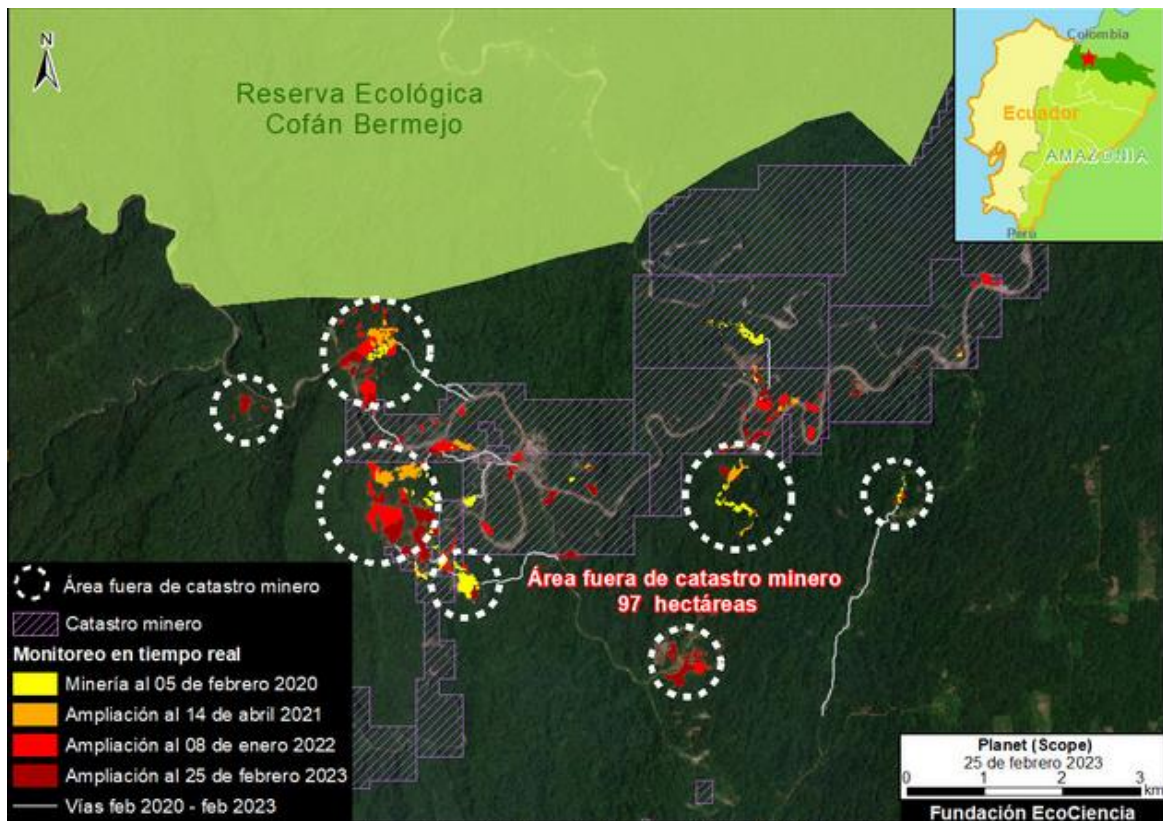 N
Reserva Ecológica
Cofán Bermejo
Colombia
Ecuador
AMAZONIA
Perú
Área fuera de catastro minero
97 hectáreas
Área fuera de catastro minero
Catastro minero
Monitoreo en tiempo real
Minería al 05 de febrero 2020
Ampliación al 14 de abril 2021
Ampliación al 08 de enero 2022
Ampliación al 25 de febrero 2023
Vías feb 2020 - feb 2023
Planet (Scope)
25 de febrero 2023
0 1 2 3
km
Fundación EcoCiencia